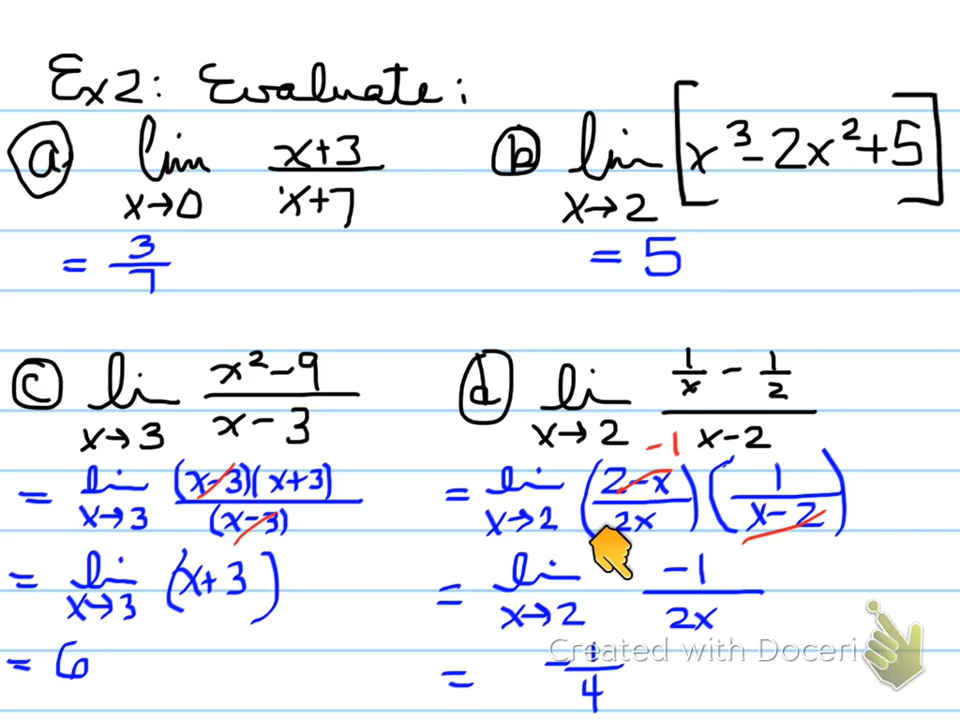 Ex2: Evaluate:
(a) lim x→0 (x+3)/(x+7)
= 3/7
(b) lim x→2 [x³-2x²+5]
= 5
(c) lim x→3 (x²-9)/(x-3)
= lim x→3 (x-3)(x+3)/(x-3)
= lim x→3 (x+3)
= 6
(d) lim x→2 (1/x - 1/2)/(x-2)
-1
= lim x→2 ((2-x)/2x)(1/(x-2))
= lim x→2 -1/2x
= -1/4
Created with Doceri